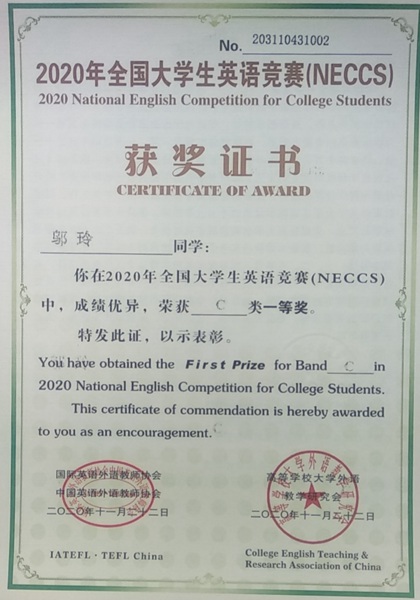 No. 203110431002
2020年全国大学生英语竞赛(NECCS)
2020 National English Competition for College Students
获奖证书
CERTIFICATE OF AWARD
邬玲 同学:
你在2020年全国大学生英语竞赛(NECCS)
中，成绩优异，荣获 C 类一等奖。
特发此证，以示表彰。
You have obtained the First Prize for Band C in
2020 National English Competition for College Students.
This certificate of commendation is hereby awarded
to you as an encouragement.
国际英语外语教师协会
中国英语外语教师协会
二〇二〇年十一月二十二日
IATEFL · TEFL China
高等学校大学外语
教学研究会
二〇二〇年十一月二十二日
College English Teaching &
Research Association of China